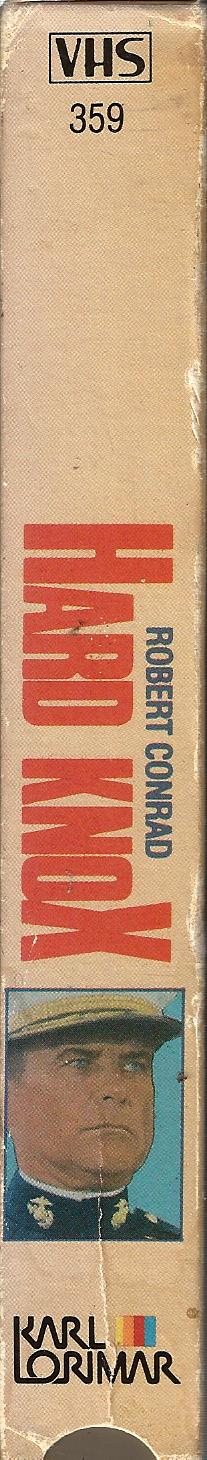 VHS
359
ROBERT CONRAD
HARD KNOX
KARL
LORIMAR